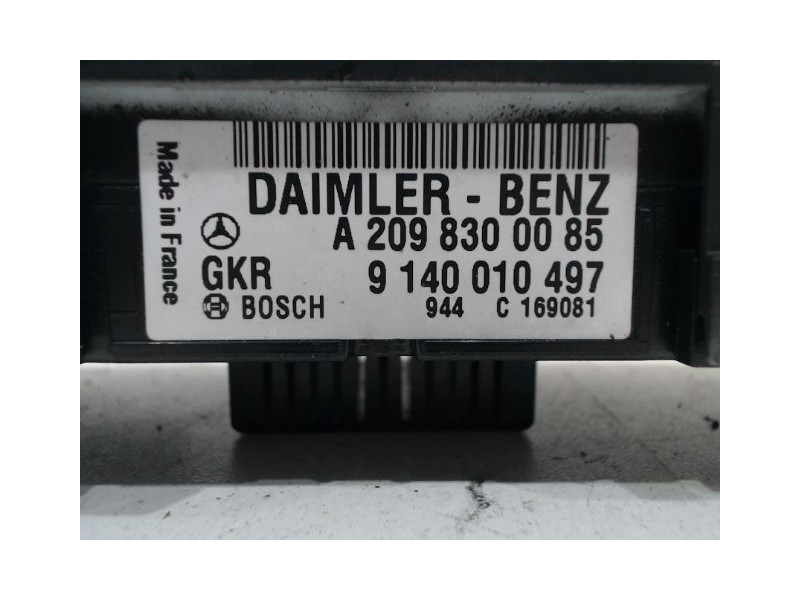 Made in France
DAIMLER - BENZ
A 209 830 00 85
GKR 9 140 010 497
BOSCH 944 C 169081